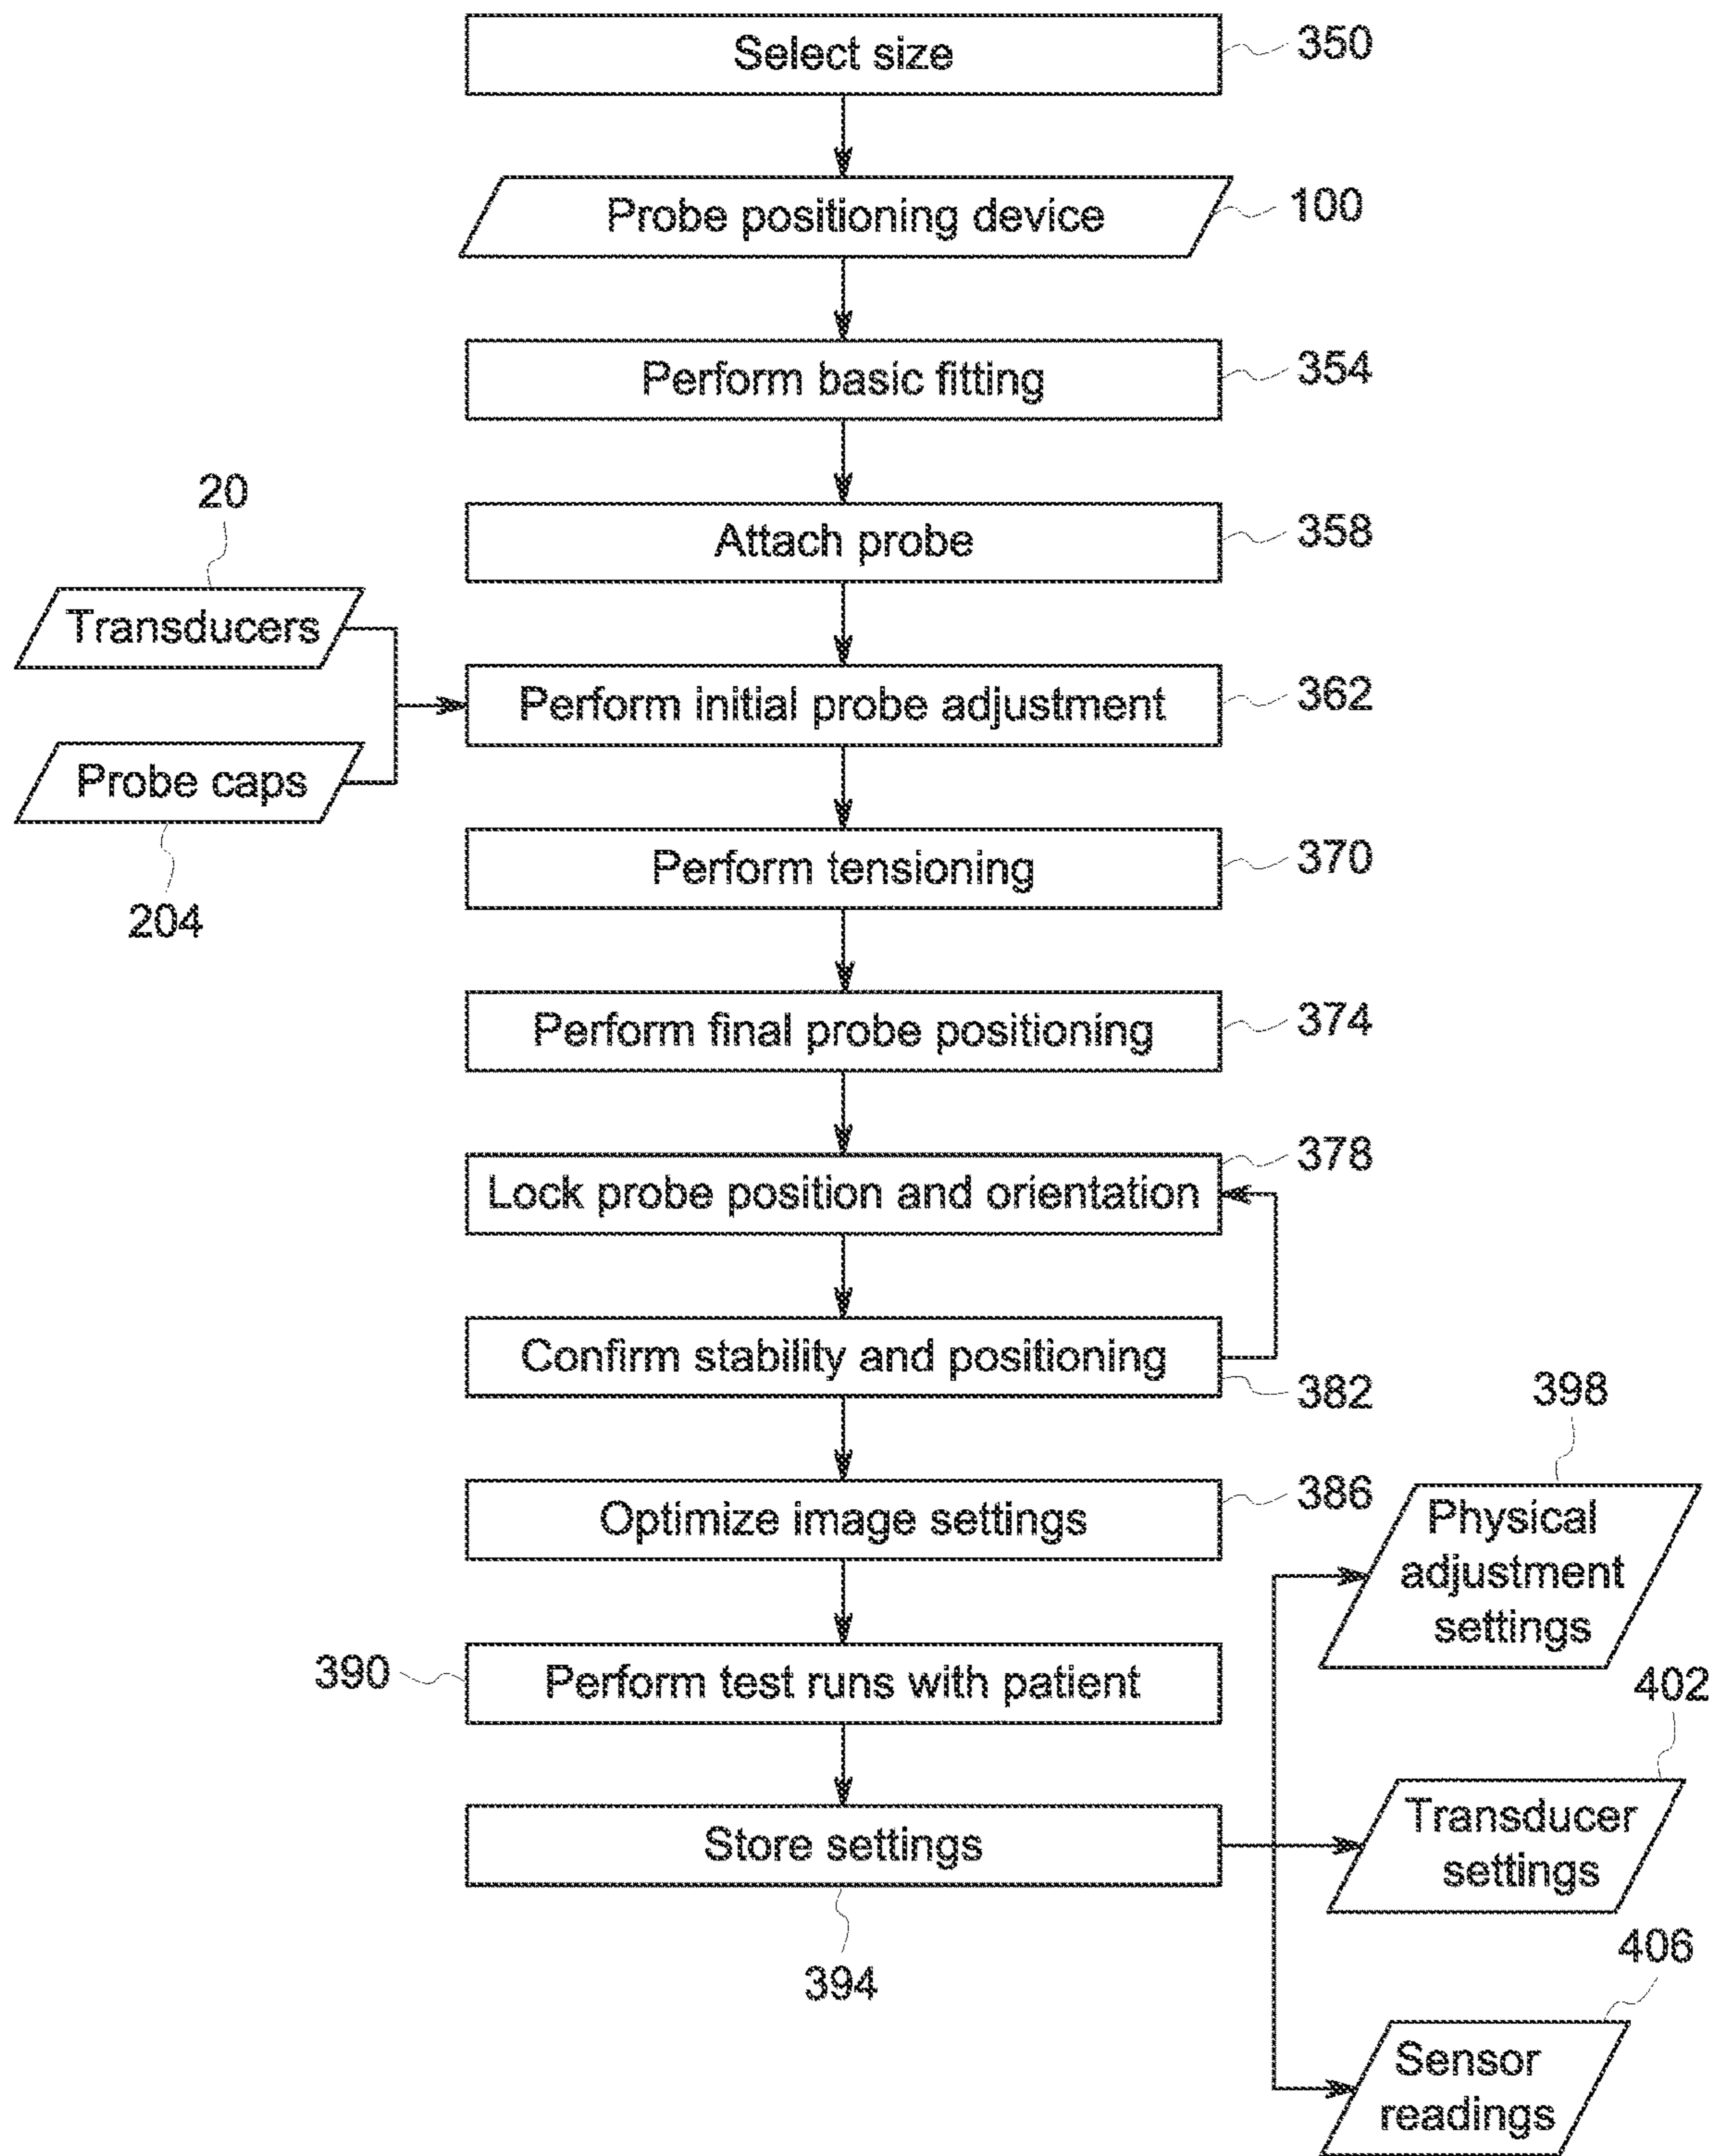 Select size
350
Probe positioning device
100
Perform basic fitting
354
Attach probe
358
20
Transducers
Perform initial probe adjustment
362
Probe caps
204
Perform tensioning
370
Perform final probe positioning
374
Lock probe position and orientation
378
Confirm stability and positioning
382
Optimize image settings
386
390
Perform test runs with patient
Store settings
394
398
Physical
adjustment
settings
402
Transducer
settings
406
Sensor
readings